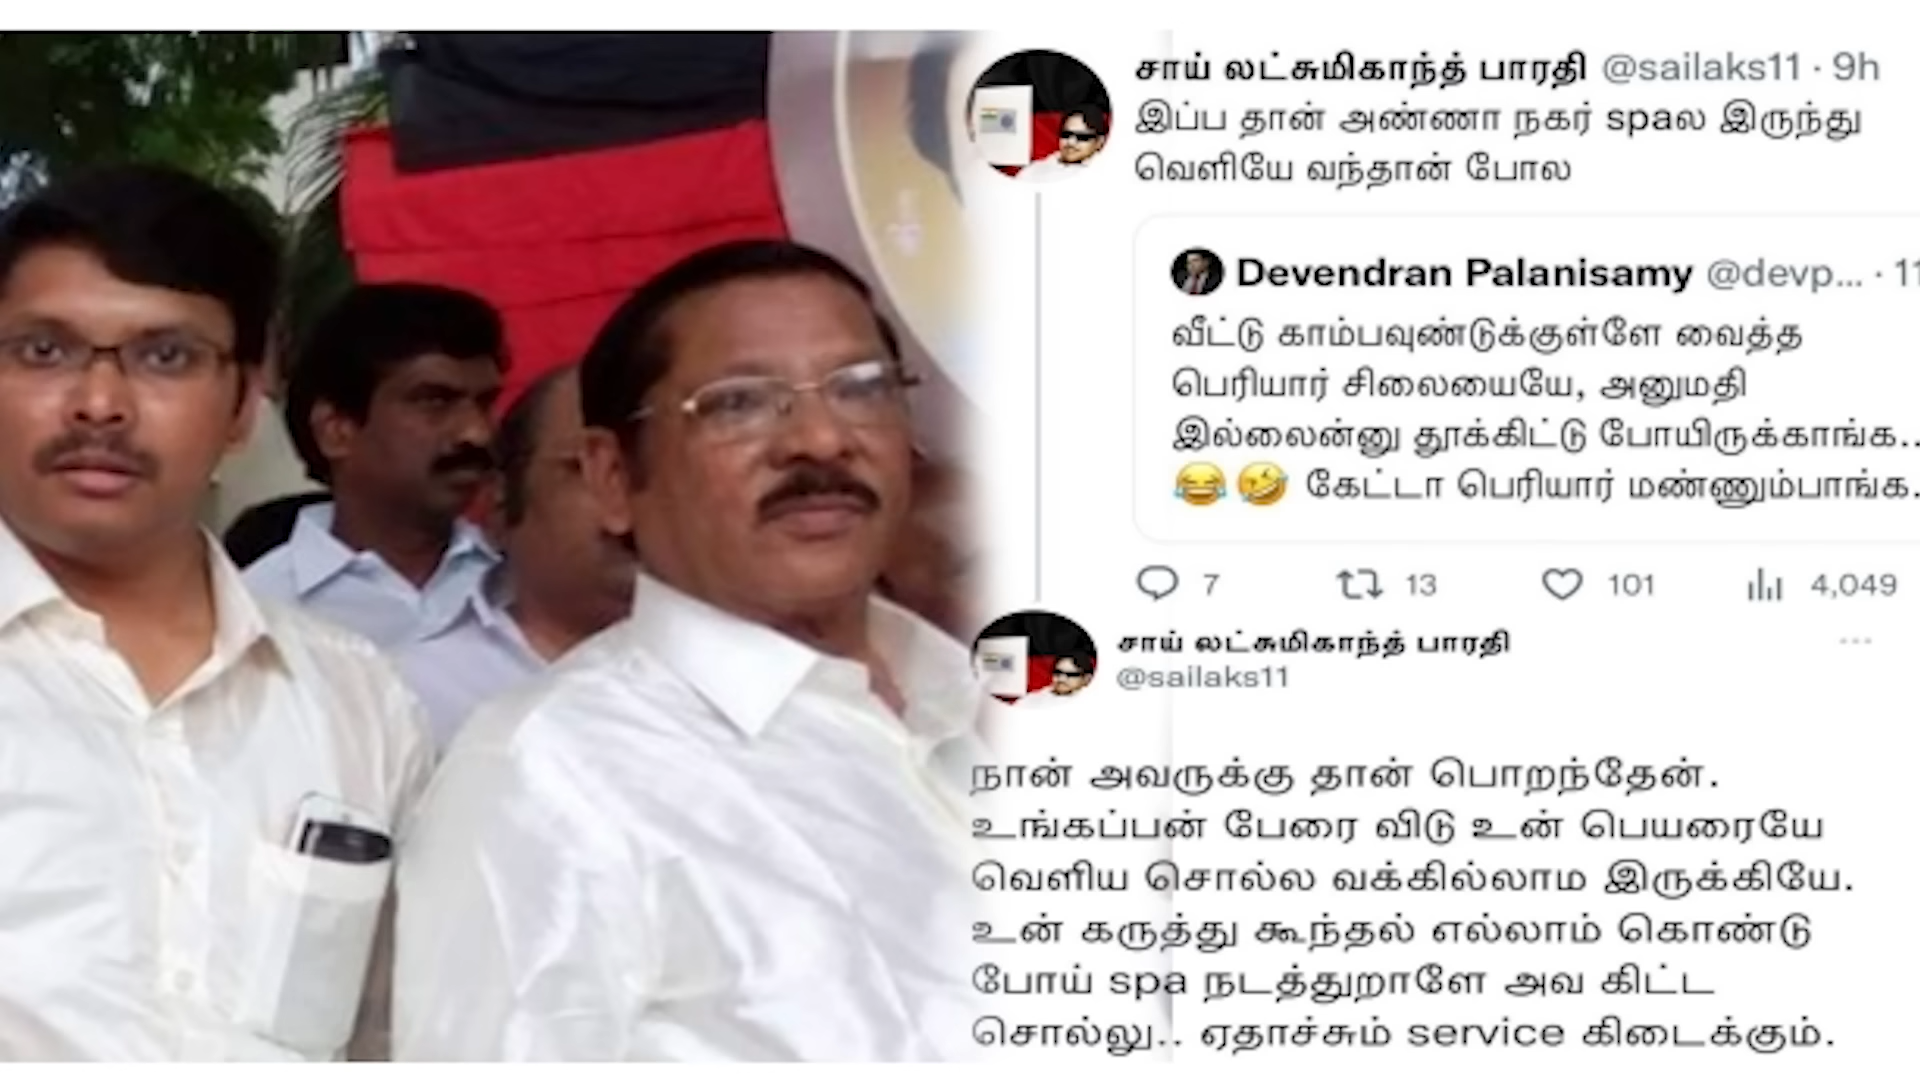 சாய் லட்சுமிகாந்த் பாரதி @sailaks11 · 9h
இப்ப தான் அண்ணா நகர் spaல இருந்து
வெளியே வந்தான் போல
Devendran Palanisamy @devp... · 11
வீட்டு காம்பவுண்டுக்குள்ளே வைத்த
பெரியார் சிலையையே, அனுமதி
இல்லைன்னு தூக்கிட்டு போயிருக்காங்க..
😂🤣 கேட்டா பெரியார் மண்ணும்பாங்க.
7 13 101 4,049
சாய் லட்சுமிகாந்த் பாரதி
@sailaks11
நான் அவருக்கு தான் பொறந்தேன்.
உங்கப்பன் பேரை விடு உன் பெயரையே
வெளிய சொல்ல வக்கில்லாம இருக்கியே.
உன் கருத்து கூந்தல் எல்லாம் கொண்டு
போய் spa நடத்துறாளே அவ கிட்ட
சொல்லு.. ஏதாச்சும் service கிடைக்கும்.